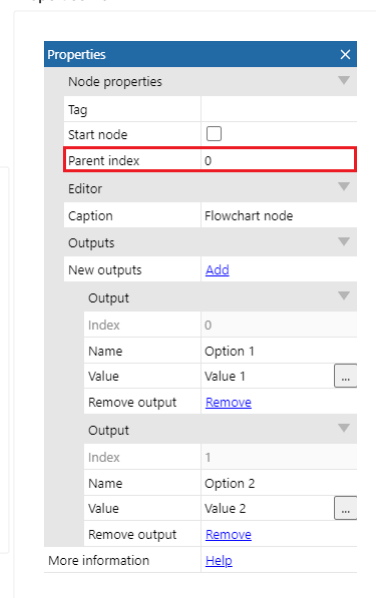 Properties
Node properties
Tag
Start node
Parent index 0
Editor
Caption Flowchart node
Outputs
New outputs Add
Output
Index 0
Name Option 1
Value Value 1 ...
Remove output Remove
Output
Index 1
Name Option 2
Value Value 2 ...
Remove output Remove
More information Help